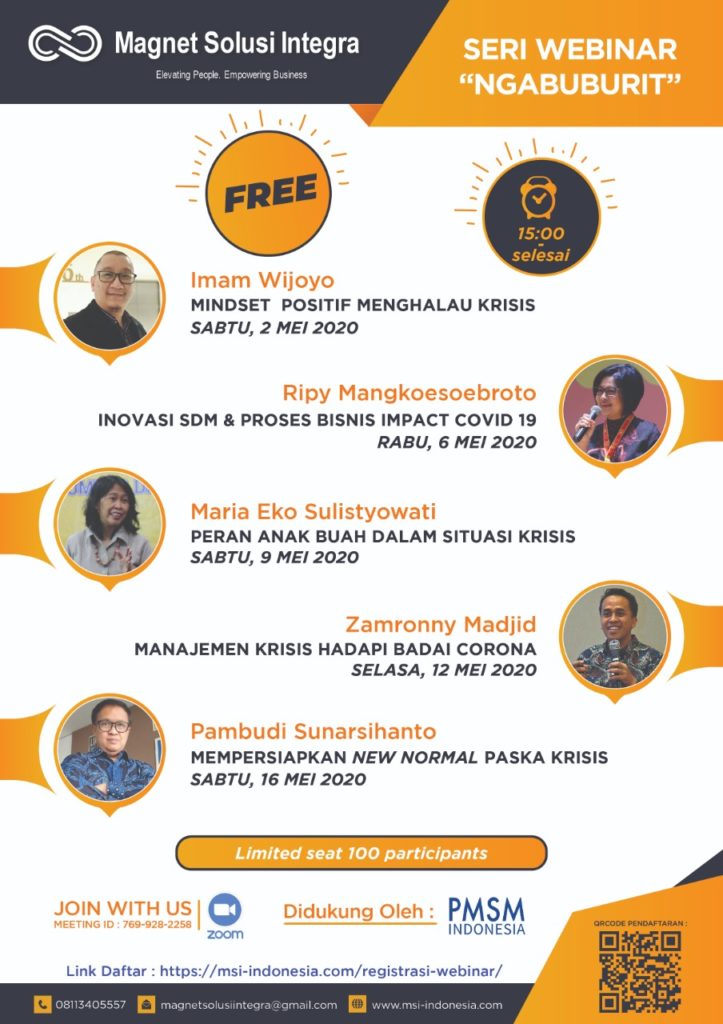 Magnet Solusi Integra
Elevating People. Empowering Business
SERI WEBINAR
“NGABUBURIT”
FREE
15:00
-
selesai
Imam Wijoyo
MINDSET POSITIF MENGHALAU KRISIS
SABTU, 2 MEI 2020
Ripy Mangkoesoebroto
INOVASI SDM & PROSES BISNIS IMPACT COVID 19
RABU, 6 MEI 2020
Maria Eko Sulistyowati
PERAN ANAK BUAH DALAM SITUASI KRISIS
SABTU, 9 MEI 2020
Zamronny Madjid
MANAJEMEN KRISIS HADAPI BADAI CORONA
SELASA, 12 MEI 2020
Pambudi Sunarsihanto
MEMPERSIAPKAN NEW NORMAL PASKA KRISIS
SABTU, 16 MEI 2020
Limited seat 100 participants
JOIN WITH US
MEETING ID : 769-928-2258
zoom
Didukung Oleh :
PMSM
INDONESIA
QRCODE PENDAFTARAN :
Link Daftar : https://msi-indonesia.com/registrasi-webinar/
08113405557
magnetsolusiintegra@gmail.com
www.msi-indonesia.com